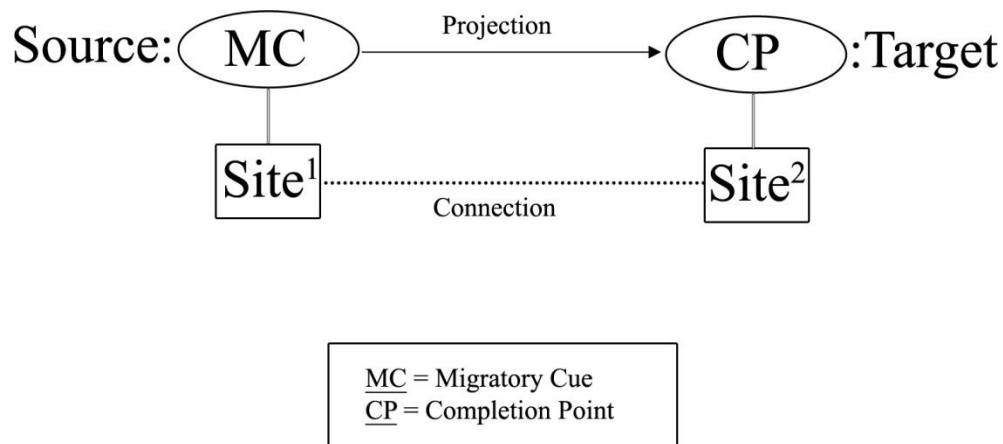 Projection
Source: MC CP :Target
Site¹ Site²
Connection
MC = Migratory Cue
CP = Completion Point